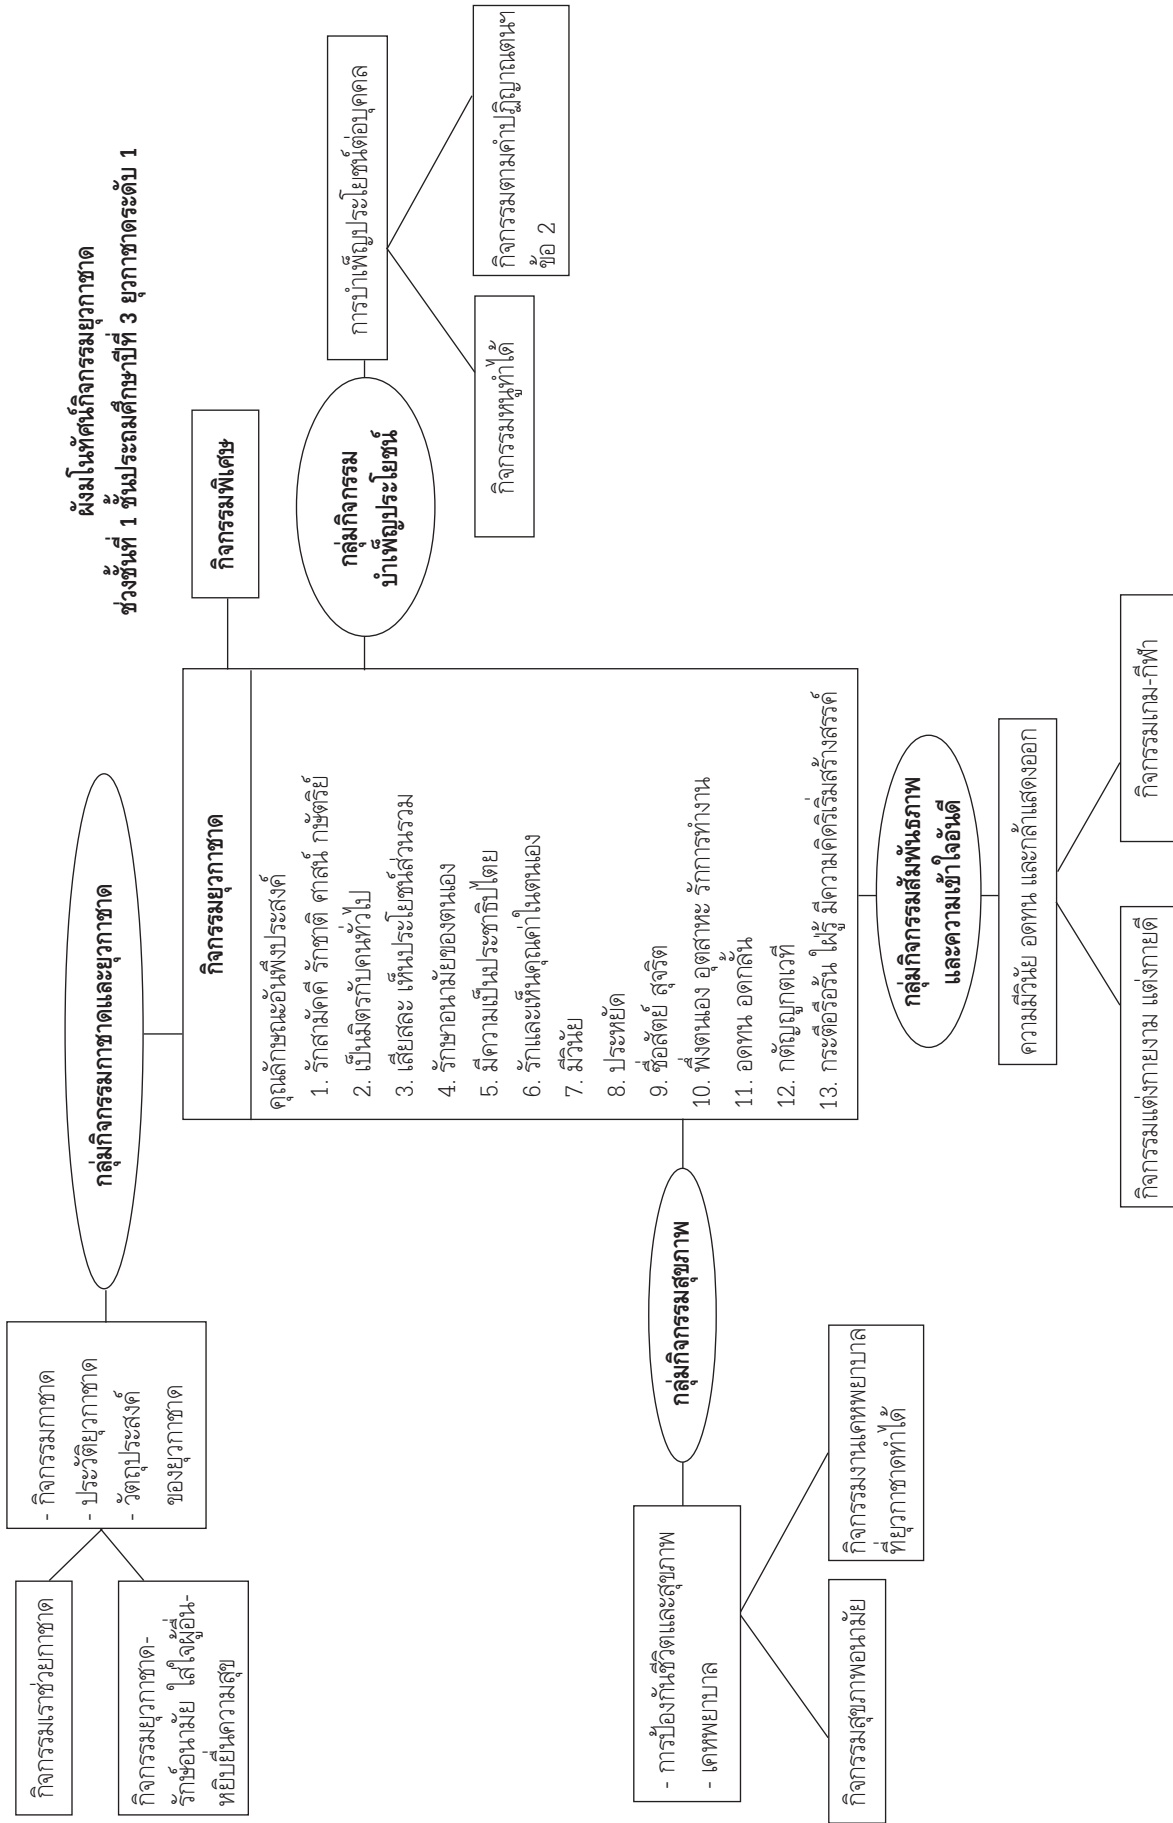 ผังมโนทัศน์กิจกรรมยุวกาชาด
ช่วงชั้นที่ 1 ชั้นประถมศึกษาปีที่ 3 ยุวกาชาดระดับ 1
กิจกรรมเราช่วยกาชาด
กิจกรรมยุวกาชาด-
รักษ์อนามัย ใส่ใจผู้อื่น-
หยิบยื่นความสุข
- กิจกรรมกาชาด
- ประวัติยุวกาชาด
- วัตถุประสงค์
ของยุวกาชาด
กลุ่มกิจกรรมกาชาดและยุวกาชาด
กิจกรรมพิเศษ
กิจกรรมยุวกาชาด
คุณลักษณะอันพึงประสงค์
1. รักสามัคคี รักชาติ ศาสน์ กษัตริย์
2. เป็นมิตรกับคนทั่วไป
3. เสียสละ เห็นประโยชน์ส่วนรวม
4. รักษาอนามัยของตนเอง
5. มีความเป็นประชาธิปไตย
6. รักและเห็นคุณค่าในตนเอง
7. มีวินัย
8. ประหยัด
9. ซื่อสัตย์ สุจริต
10. พึ่งตนเอง อุตสาหะ รักการทำงาน
11. อดทน อดกลั้น
12. กตัญญูกตเวที
13. กระตือรือร้น ใฝ่รู้ มีความคิดริเริ่มสร้างสรรค์
กลุ่มกิจกรรม
บำเพ็ญประโยชน์
การบำเพ็ญประโยชน์ต่อบุคคล
กิจกรรมหนูทำได้
กิจกรรมตามคำปฏิญาณตนฯ
ข้อ 2
กลุ่มกิจกรรมสุขภาพ
- การป้องกันชีวิตและสุขภาพ
- เคหพยาบาล
กิจกรรมสุขภาพอนามัย
กิจกรรมงานเคหพยาบาล
ที่ยุวกาชาดทำได้
กลุ่มกิจกรรมสัมพันธภาพ
และความเข้าใจอันดี
ความมีวินัย อดทน และกล้าแสดงออก
กิจกรรมแต่งกายงาม แต่งกายดี
กิจกรรมเกม-กีฬา